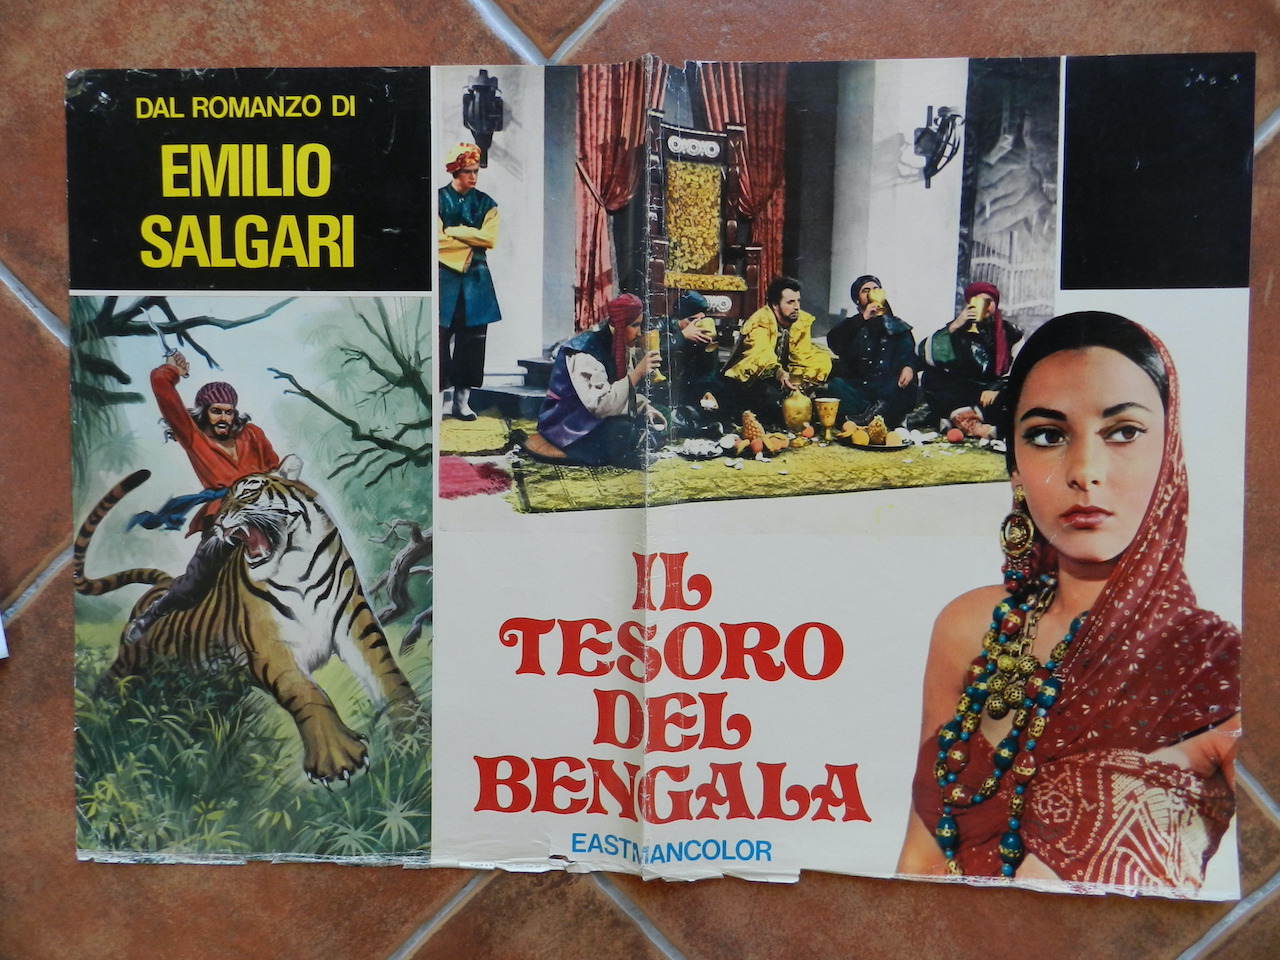 DAL ROMANZO DI
EMILIO
SALGARI
IL
TESORO
DEL
BENGALA
EASTMANCOLOR